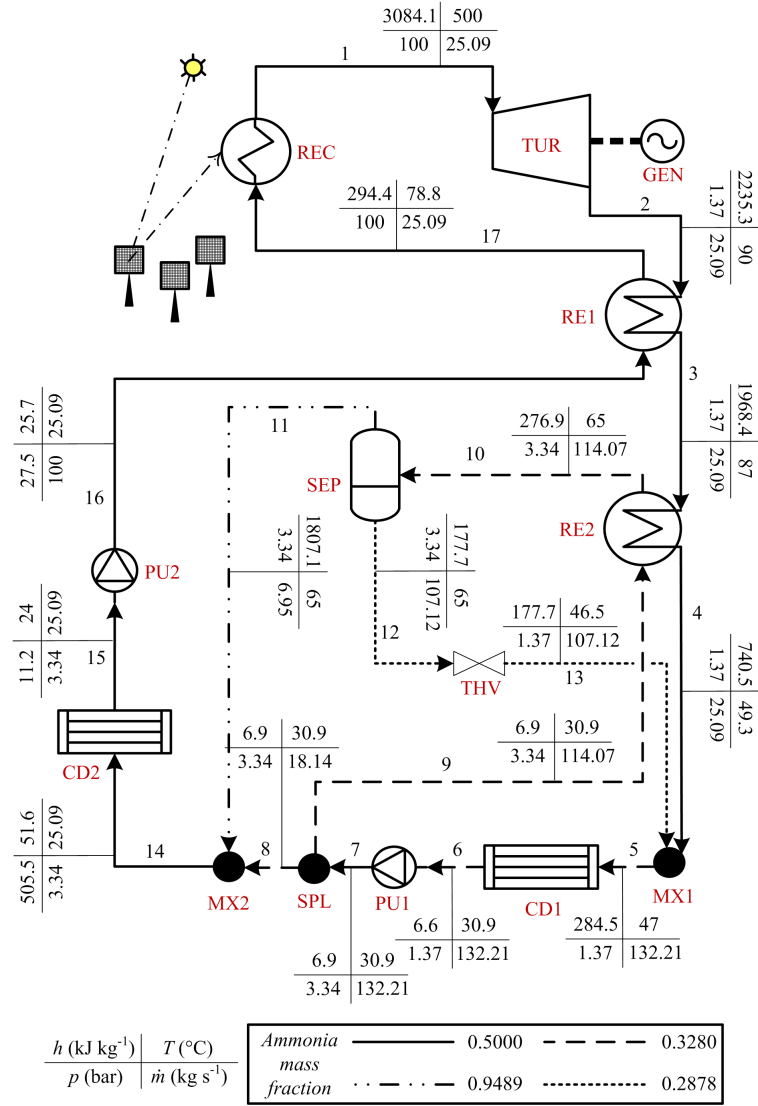 3084.1 500
100 25.09
1
REC
TUR
GEN
2235.3 90
1.37 25.09
2
294.4 78.8
100 25.09
17
RE1
3
1968.4 87
1.37 25.09
25.7 25.09
27.5 100
16
11
276.9 65
3.34 114.07
10
SEP
RE2
1807.1 65
3.34 6.95
177.7 65
3.34 107.12
12
PU2
24 25.09
11.2 3.34
15
177.7 46.5
1.37 107.12
THV
13
4
740.5 49.3
1.37 25.09
CD2
6.9 30.9
3.34 18.14
6.9 30.9
3.34 114.07
9
51.6 25.09
505.5 3.34
14
MX2
8
SPL
7
PU1
6
CD1
5
MX1
6.9 30.9
3.34 132.21
6.6 30.9
1.37 132.21
284.5 47
1.37 132.21
h (kJ kg-1) T (°C)
p (bar) ṁ (kg s-1)
Ammonia
mass
fraction
0.5000
0.3280
0.9489
0.2878